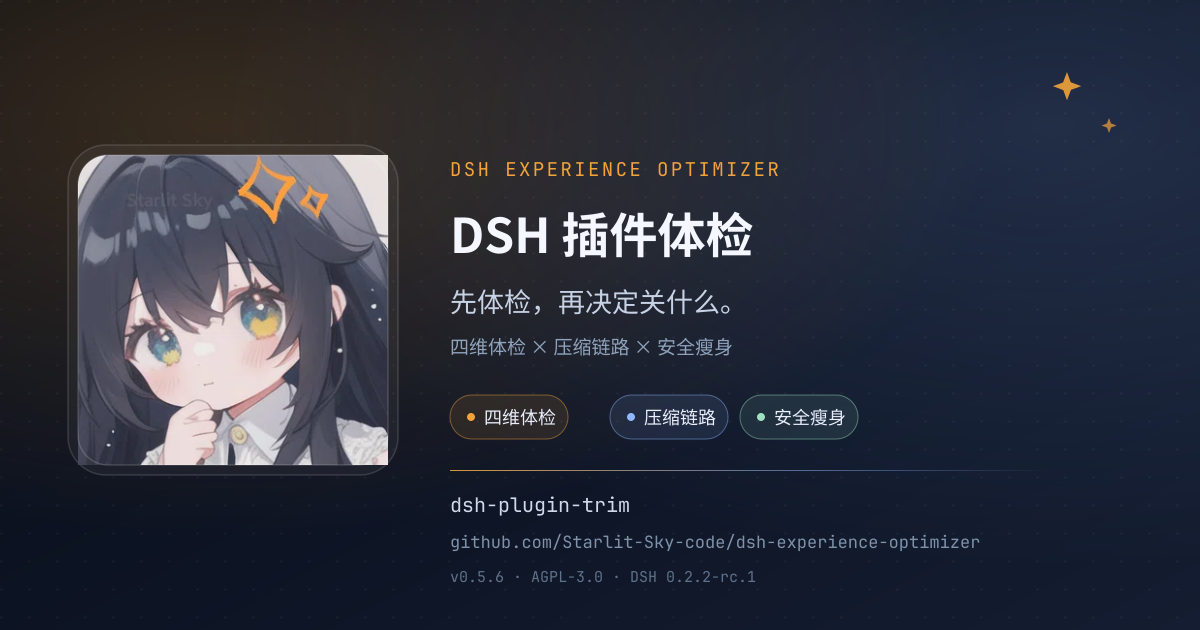 Starlit Sky
DSH EXPERIENCE OPTIMIZER
DSH 插件体检
先体检，再决定关什么。
四维体检 × 压缩链路 × 安全瘦身
四维体检
压缩链路
安全瘦身
dsh-plugin-trim
github.com/Starlit-Sky-code/dsh-experience-optimizer
v0.5.6 · AGPL-3.0 · DSH 0.2.2-rc.1